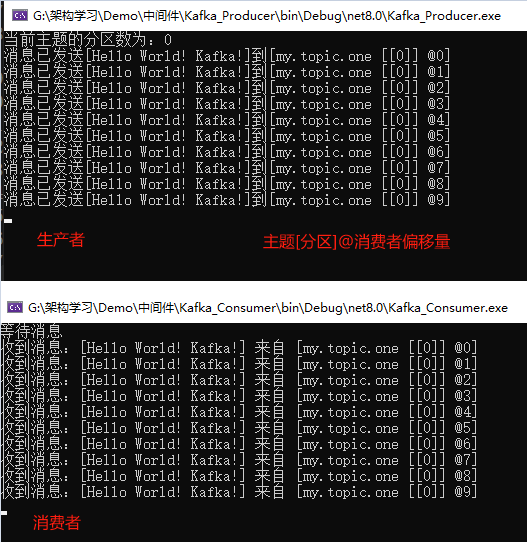 G:\架构学习\Demo\中间件\Kafka_Producer\bin\Debug\net8.0\Kafka_Producer.exe
当前主题的分区数为：0
消息已发送[Hello World! Kafka!]到[my.topic.one [[0]] @0]
消息已发送[Hello World! Kafka!]到[my.topic.one [[0]] @1]
消息已发送[Hello World! Kafka!]到[my.topic.one [[0]] @2]
消息已发送[Hello World! Kafka!]到[my.topic.one [[0]] @3]
消息已发送[Hello World! Kafka!]到[my.topic.one [[0]] @4]
消息已发送[Hello World! Kafka!]到[my.topic.one [[0]] @5]
消息已发送[Hello World! Kafka!]到[my.topic.one [[0]] @6]
消息已发送[Hello World! Kafka!]到[my.topic.one [[0]] @7]
消息已发送[Hello World! Kafka!]到[my.topic.one [[0]] @8]
消息已发送[Hello World! Kafka!]到[my.topic.one [[0]] @9]
生产者
主题[分区]@消费者偏移量
G:\架构学习\Demo\中间件\Kafka_Consumer\bin\Debug\net8.0\Kafka_Consumer.exe
等待消息
收到消息：[Hello World! Kafka!] 来自 [my.topic.one [[0]] @0]
收到消息：[Hello World! Kafka!] 来自 [my.topic.one [[0]] @1]
收到消息：[Hello World! Kafka!] 来自 [my.topic.one [[0]] @2]
收到消息：[Hello World! Kafka!] 来自 [my.topic.one [[0]] @3]
收到消息：[Hello World! Kafka!] 来自 [my.topic.one [[0]] @4]
收到消息：[Hello World! Kafka!] 来自 [my.topic.one [[0]] @5]
收到消息：[Hello World! Kafka!] 来自 [my.topic.one [[0]] @6]
收到消息：[Hello World! Kafka!] 来自 [my.topic.one [[0]] @7]
收到消息：[Hello World! Kafka!] 来自 [my.topic.one [[0]] @8]
收到消息：[Hello World! Kafka!] 来自 [my.topic.one [[0]] @9]
消费者